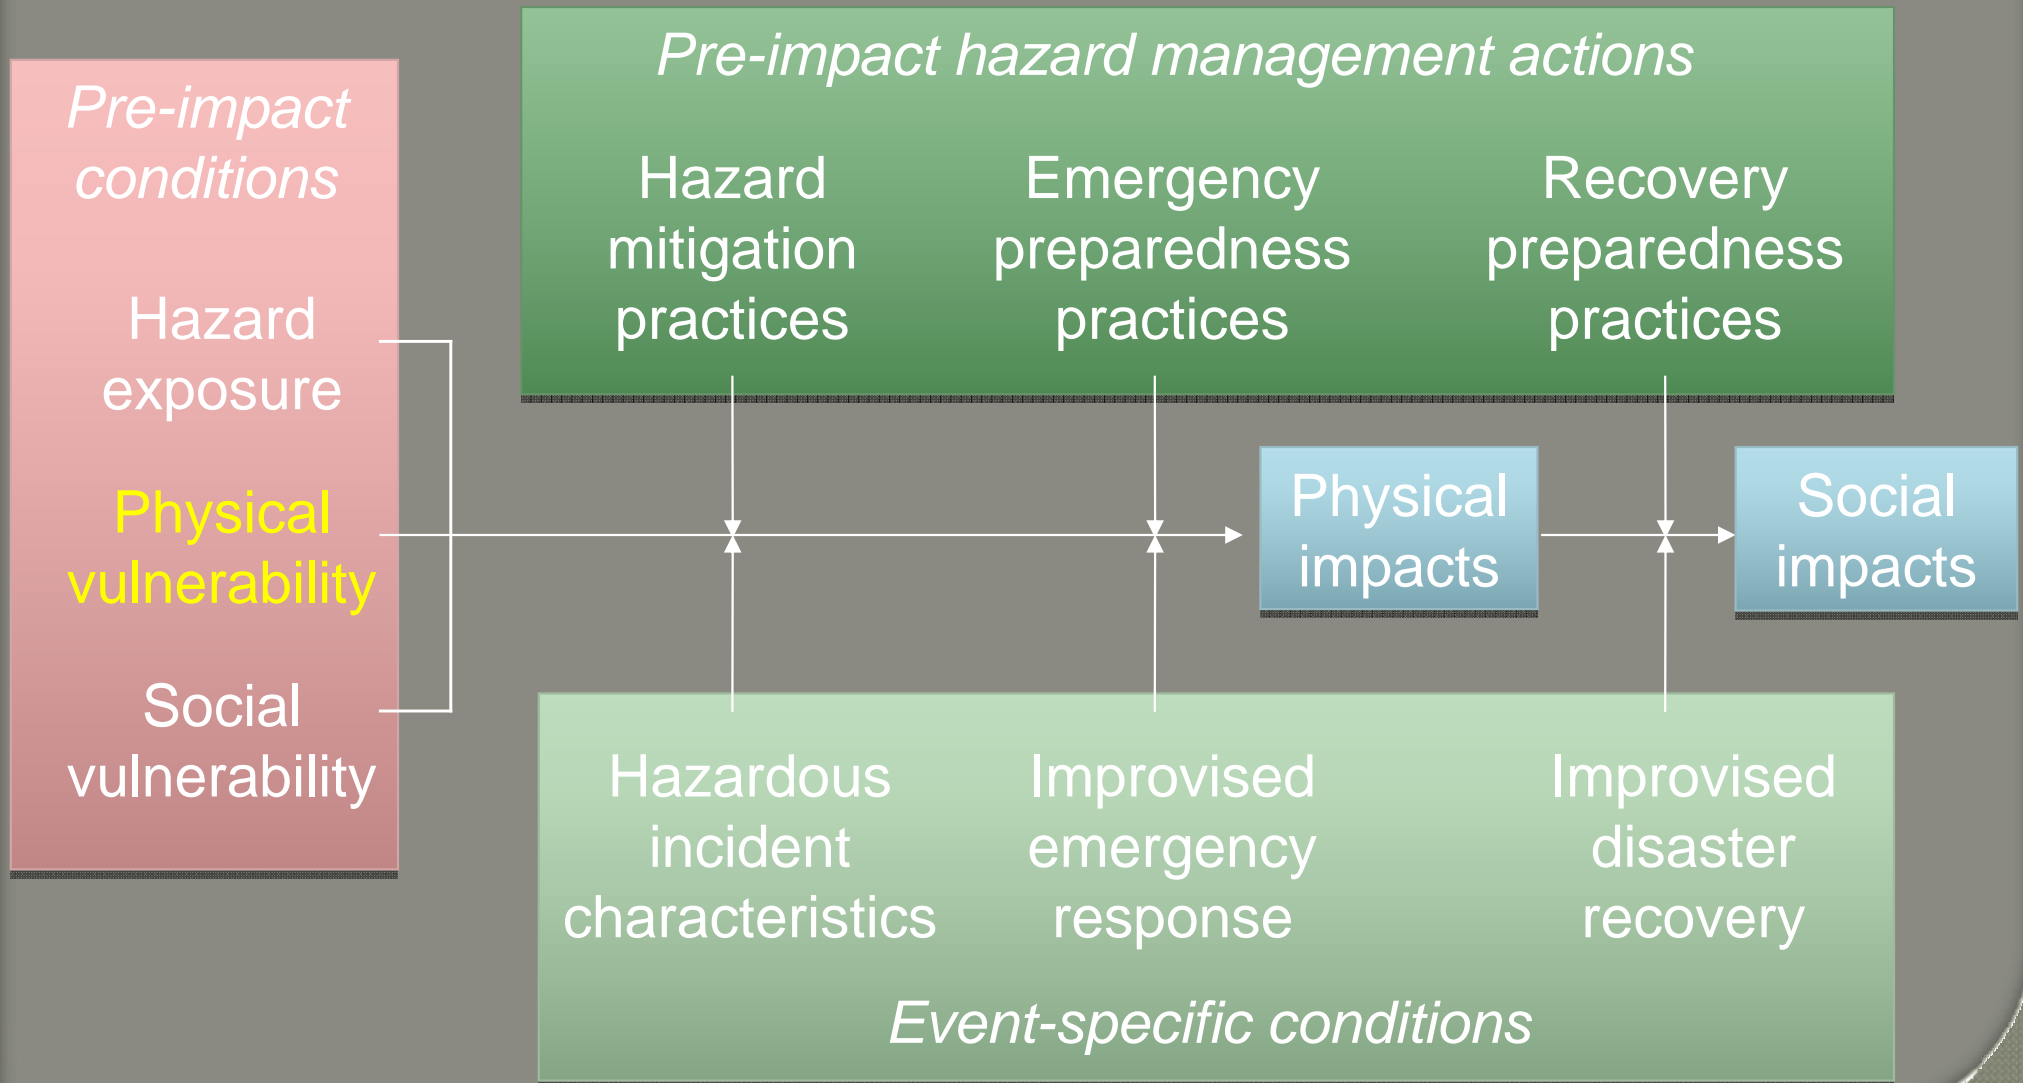 Pre-impact
conditions
Hazard
exposure
Physical
vulnerability
Social
vulnerability
Pre-impact hazard management actions
Hazard
mitigation
practices
Emergency
preparedness
practices
Recovery
preparedness
practices
Physical
impacts
Social
impacts
Hazardous
incident
characteristics
Improvised
emergency
response
Improvised
disaster
recovery
Event-specific conditions